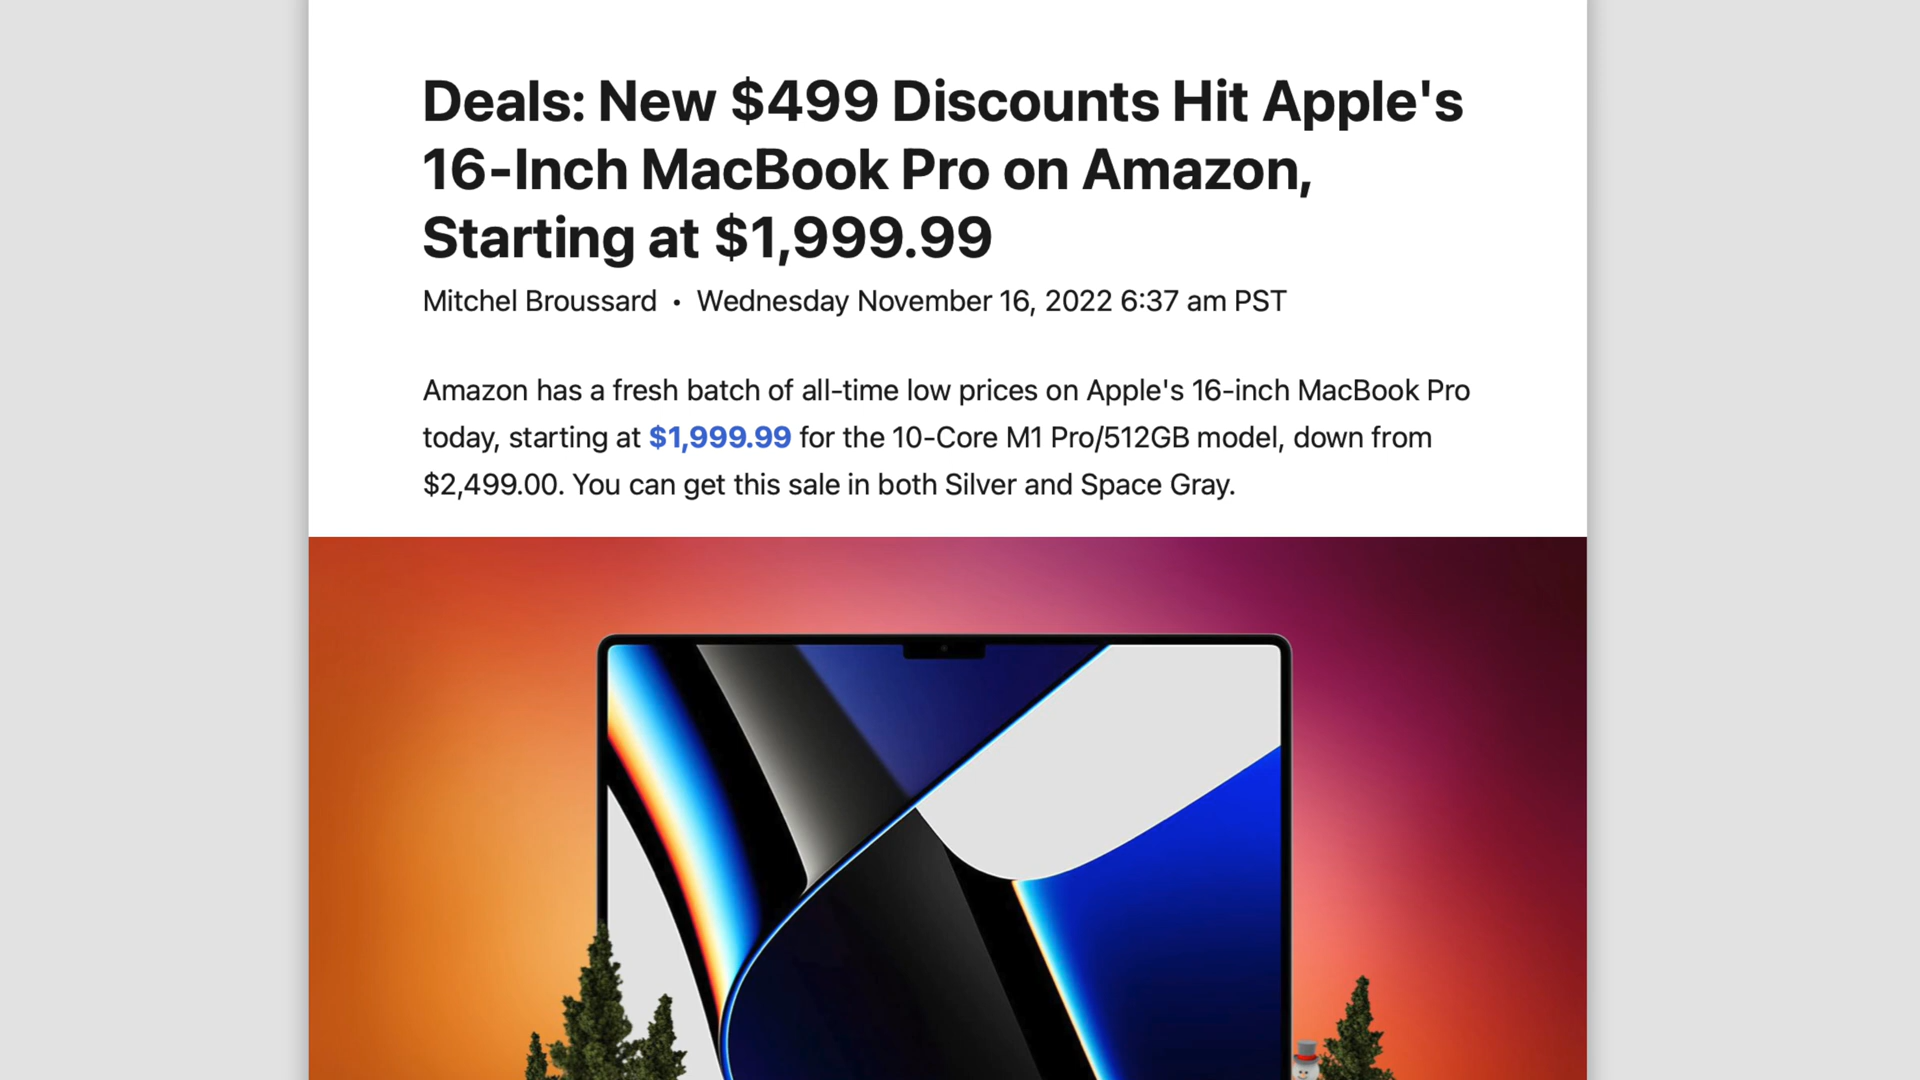 Deals: New $499 Discounts Hit Apple's
16-Inch MacBook Pro on Amazon,
Starting at $1,999.99
Mitchel Broussard • Wednesday November 16, 2022 6:37 am PST
Amazon has a fresh batch of all-time low prices on Apple's 16-inch MacBook Pro
today, starting at $1,999.99 for the 10-Core M1 Pro/512GB model, down from
$2,499.00. You can get this sale in both Silver and Space Gray.